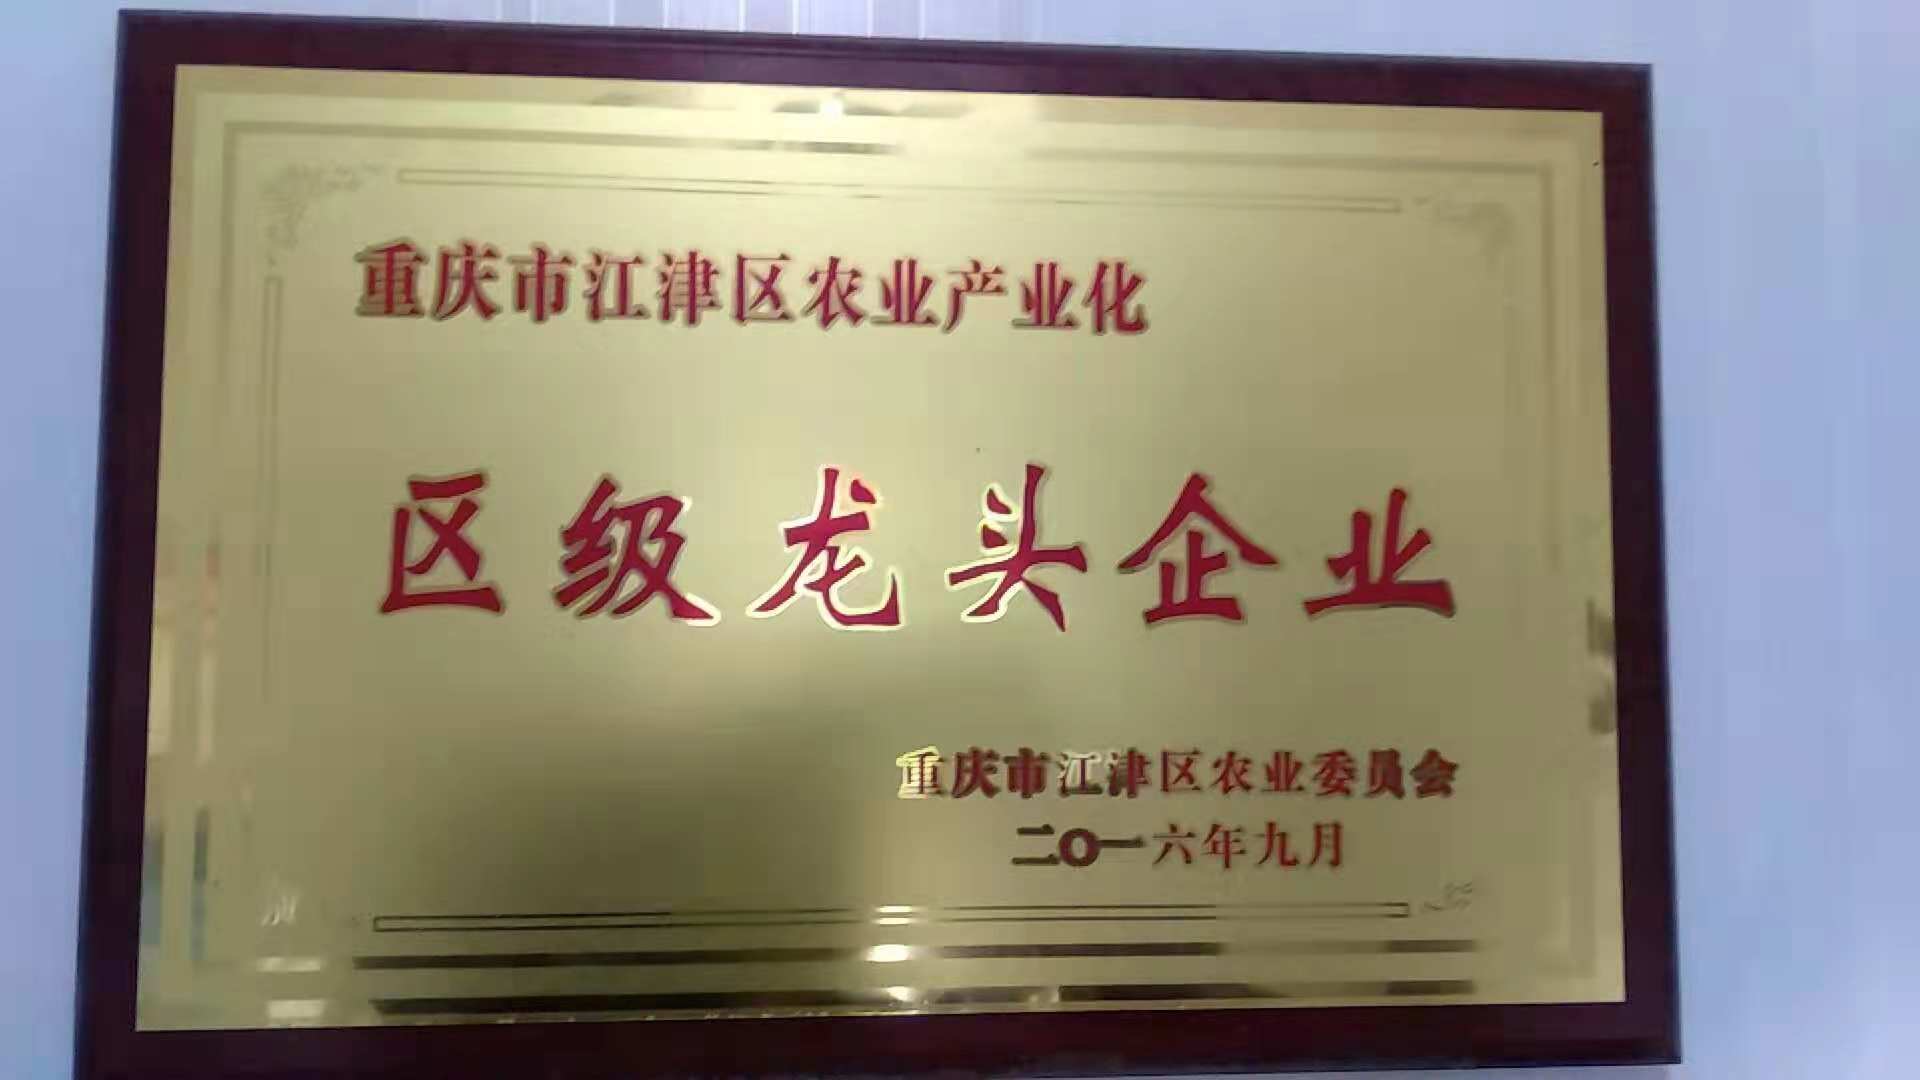 重庆市江津区农业产业化
区级龙头企业
重庆市江津区农业委员会
二〇一六年九月